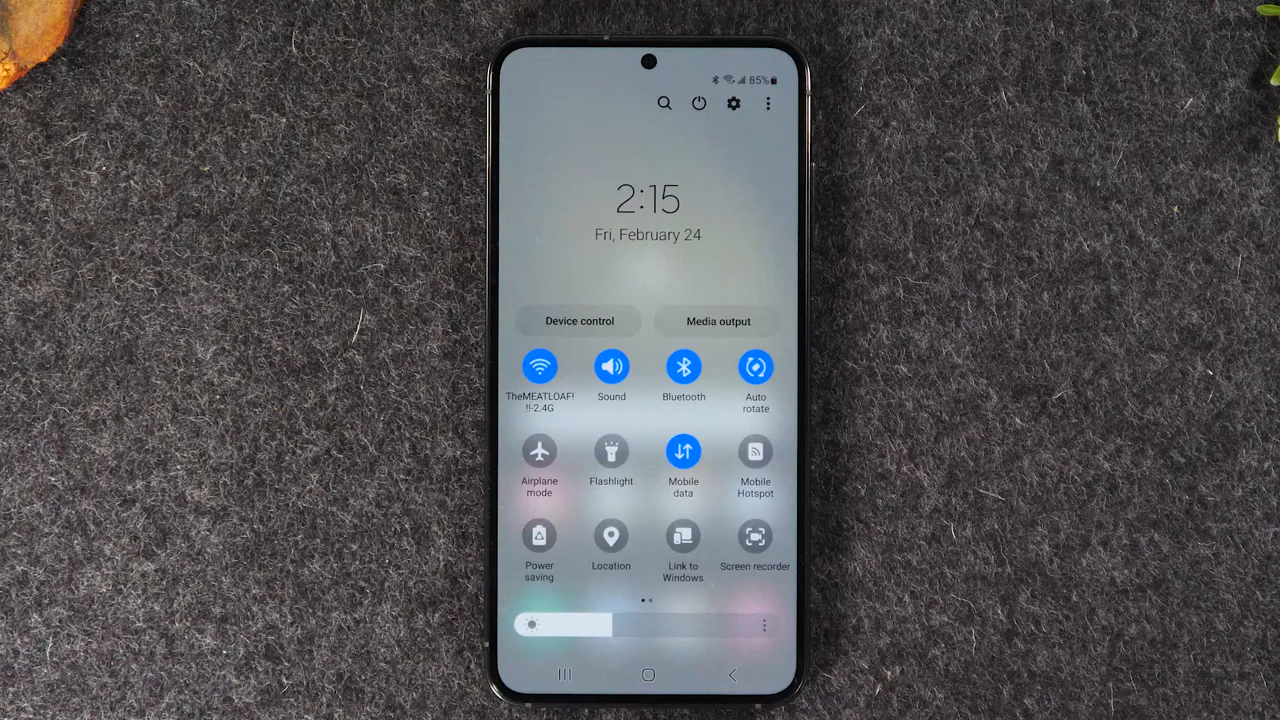 85%
2:15
Fri, February 24
Device control
Media output
TheMEATLOAF!
!!-2.4G
Sound
Bluetooth
Auto
rotate
Airplane
mode
Flashlight
Mobile
data
Mobile
Hotspot
Power
saving
Location
Link to
Windows
Screen recorder